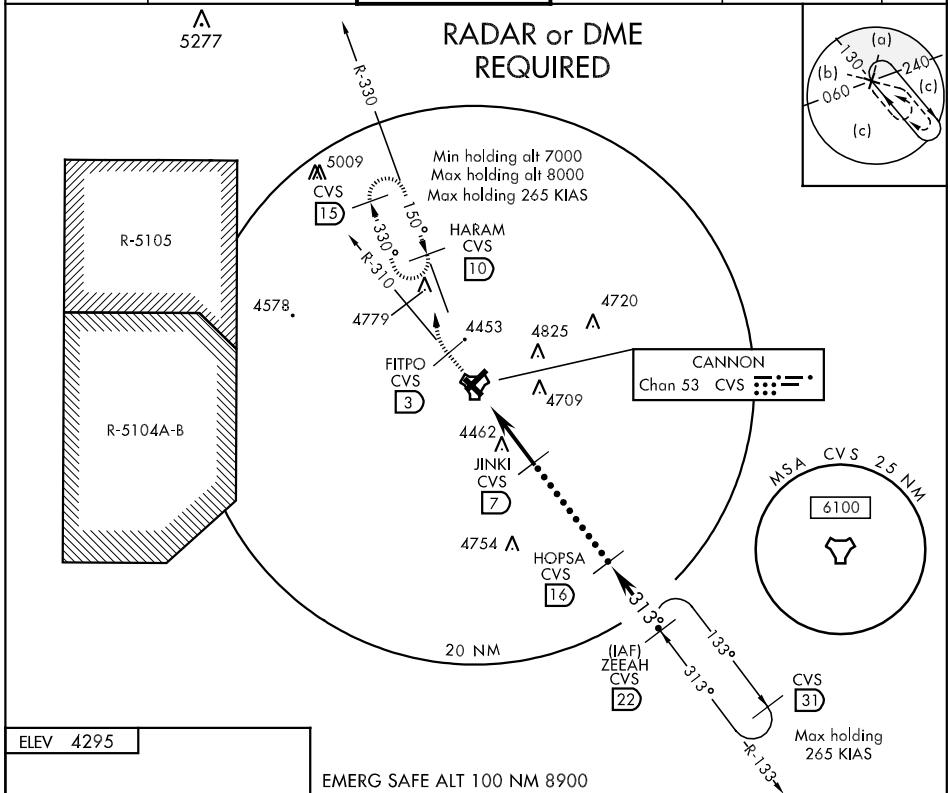 5277
RADAR or DME
REQUIRED
R-330
(a)
130
240
(b)
(c)
060
(c)
5009
CVS
15
Min holding alt 7000
Max holding alt 8000
Max holding 265 KIAS
150°
330°
R-310
HARAM
CVS
10
R-5105
4578
4779
4453
4720
4825
FITPO
CVS
3
CANNON
Chan 53 CVS
4709
R-5104A-B
4462
JINKI
CVS
7
MSA CVS 25 NM
6100
4754
HOPSA
CVS
16
313°
20 NM
(IAF)
ZEEAH
CVS
22
133°
313°
CVS
31
Max holding
265 KIAS
R-133
ELEV 4295
EMERG SAFE ALT 100 NM 8900